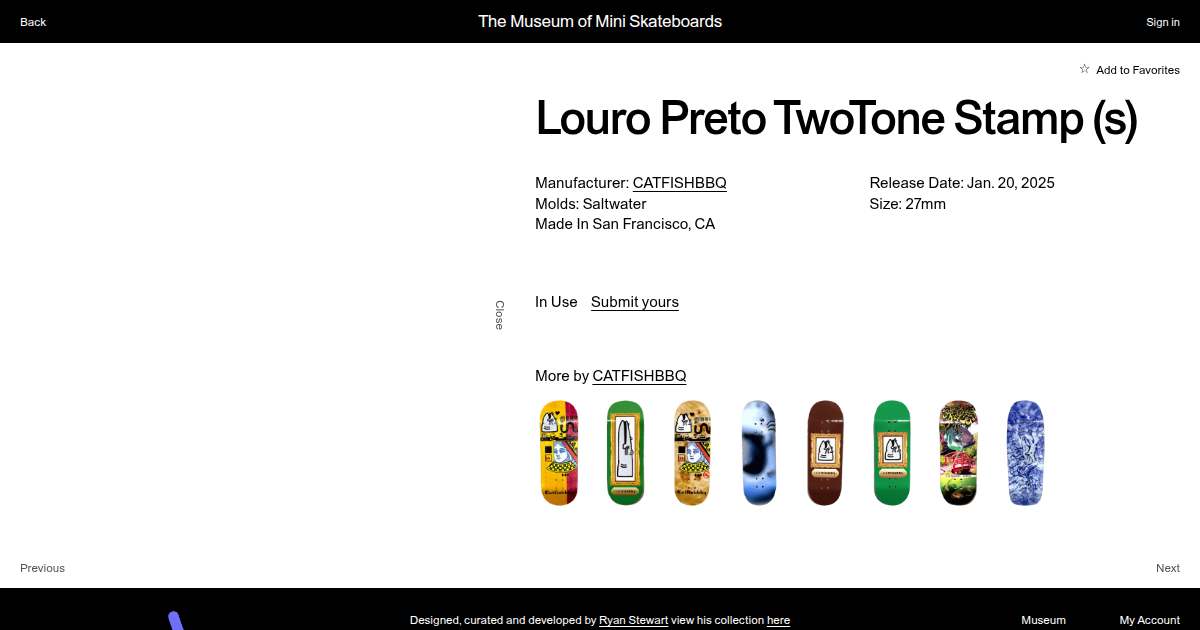 Back
The Museum of Mini Skateboards
Sign in
☆ Add to Favorites
Louro Preto TwoTone Stamp (s)
Manufacturer: CATFISHBBQ
Molds: Saltwater
Made In San Francisco, CA
Release Date: Jan. 20, 2025
Size: 27mm
Close
In Use Submit yours
More by CATFISHBBQ
Previous
Next
Designed, curated and developed by Ryan Stewart view his collection here
Museum
My Account